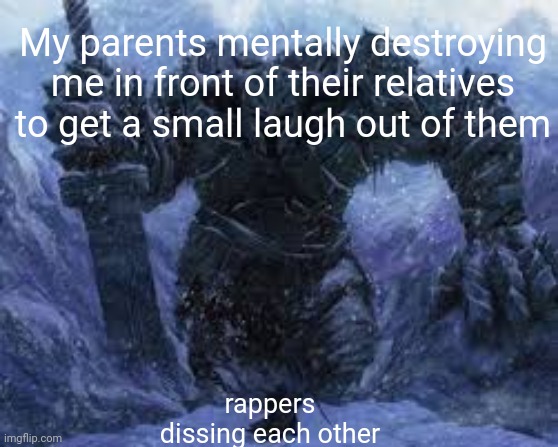 My parents mentally destroying
me in front of their relatives
to get a small laugh out of them
rappers
dissing each other
imgflip.com